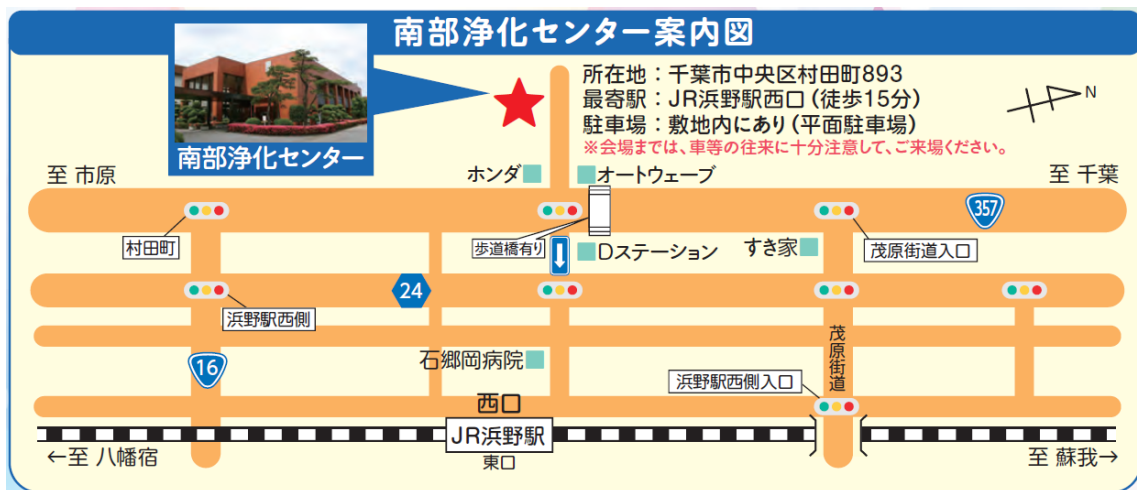 南部浄化センター案内図
南部浄化センター
所在地：千葉市中央区村田町893
最寄駅：JR浜野駅西口（徒歩15分）
駐車場：敷地内にあり（平面駐車場）
※会場までは、車等の往来に十分注意して、ご来場ください。
N
至 市原
ホンダ
オートウェーブ
至 千葉
357
村田町
歩道橋有り
Dステーション
すき家
茂原街道入口
24
浜野駅西側
16
石郷岡病院
茂原街道
浜野駅西側入口
西口
JR浜野駅
東口
←至 八幡宿
至 蘇我→